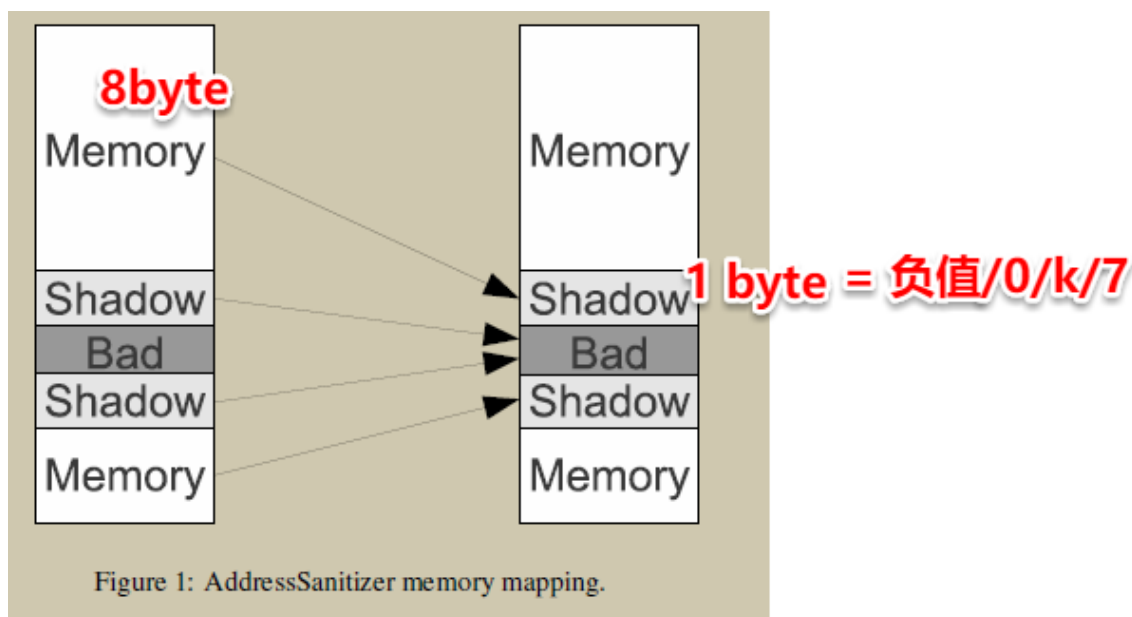 8byte
Memory
Memory
Shadow
Shadow
1 byte = 负值/0/k/7
Bad
Bad
Shadow
Shadow
Memory
Memory
Figure 1: AddressSanitizer memory mapping.